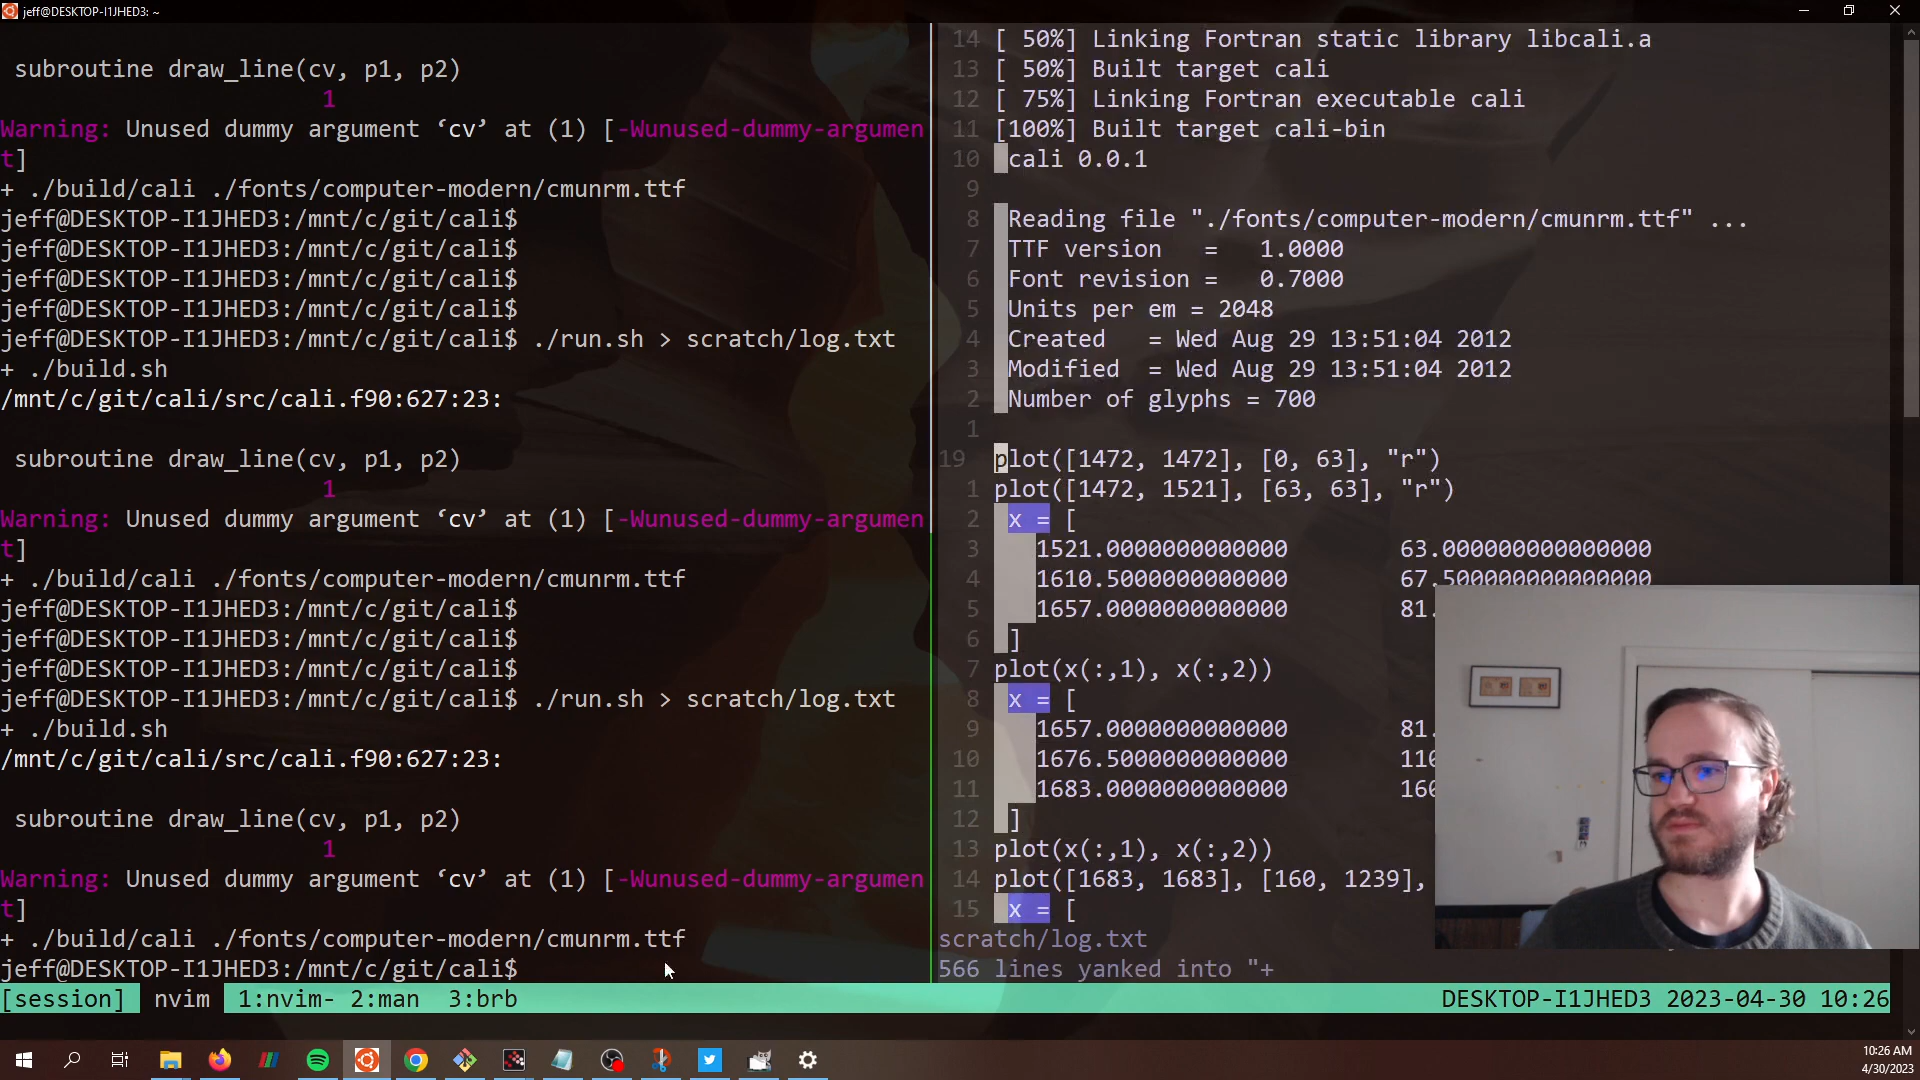 jeff@DESKTOP-I1JHED3: ~
subroutine draw_line(cv, p1, p2)
1
Warning: Unused dummy argument ‘cv’ at (1) [-Wunused-dummy-argumen
t]
+ ./build/cali ./fonts/computer-modern/cmunrm.ttf
jeff@DESKTOP-I1JHED3:/mnt/c/git/cali$
jeff@DESKTOP-I1JHED3:/mnt/c/git/cali$
jeff@DESKTOP-I1JHED3:/mnt/c/git/cali$
jeff@DESKTOP-I1JHED3:/mnt/c/git/cali$
jeff@DESKTOP-I1JHED3:/mnt/c/git/cali$ ./run.sh > scratch/log.txt
+ ./build.sh
/mnt/c/git/cali/src/cali.f90:627:23:
subroutine draw_line(cv, p1, p2)
1
Warning: Unused dummy argument ‘cv’ at (1) [-Wunused-dummy-argumen
t]
+ ./build/cali ./fonts/computer-modern/cmunrm.ttf
jeff@DESKTOP-I1JHED3:/mnt/c/git/cali$
jeff@DESKTOP-I1JHED3:/mnt/c/git/cali$
jeff@DESKTOP-I1JHED3:/mnt/c/git/cali$
jeff@DESKTOP-I1JHED3:/mnt/c/git/cali$ ./run.sh > scratch/log.txt
+ ./build.sh
/mnt/c/git/cali/src/cali.f90:627:23:
subroutine draw_line(cv, p1, p2)
1
Warning: Unused dummy argument ‘cv’ at (1) [-Wunused-dummy-argumen
t]
+ ./build/cali ./fonts/computer-modern/cmunrm.ttf
jeff@DESKTOP-I1JHED3:/mnt/c/git/cali$
14 [ 50%] Linking Fortran static library libcali.a
13 [ 50%] Built target cali
12 [ 75%] Linking Fortran executable cali
11 [100%] Built target cali-bin
10 cali 0.0.1
9
8 Reading file "./fonts/computer-modern/cmunrm.ttf" ...
7 TTF version = 1.0000
6 Font revision = 0.7000
5 Units per em = 2048
4 Created = Wed Aug 29 13:51:04 2012
3 Modified = Wed Aug 29 13:51:04 2012
2 Number of glyphs = 700
1
19 plot([1472, 1472], [0, 63], "r")
1 plot([1472, 1521], [63, 63], "r")
2 x = [
3 1521.0000000000000 63.000000000000000
4 1610.5000000000000 67.500000000000000
5 1657.0000000000000 81.
6 ]
7 plot(x(:,1), x(:,2))
8 x = [
9 1657.0000000000000 81.
10 1676.5000000000000 110
11 1683.0000000000000 160
12 ]
13 plot(x(:,1), x(:,2))
14 plot([1683, 1683], [160, 1239],
15 x = [
scratch/log.txt
566 lines yanked into "+
[session] nvim 1:nvim- 2:man 3:brb DESKTOP-I1JHED3 2023-04-30 10:26
10:26 AM
4/30/2023